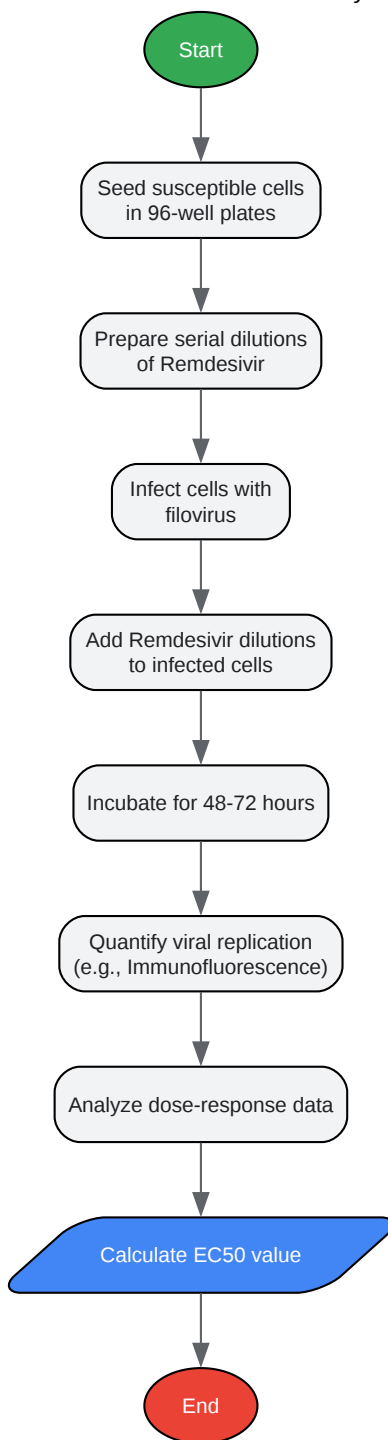 Start
Seed susceptible cells
in 96-well plates
Prepare serial dilutions
of Remdesivir
Infect cells with
filovirus
Add Remdesivir dilutions
to infected cells
Incubate for 48-72 hours
Quantify viral replication
(e.g., Immunofluorescence)
Analyze dose-response data
Calculate EC50 value
End